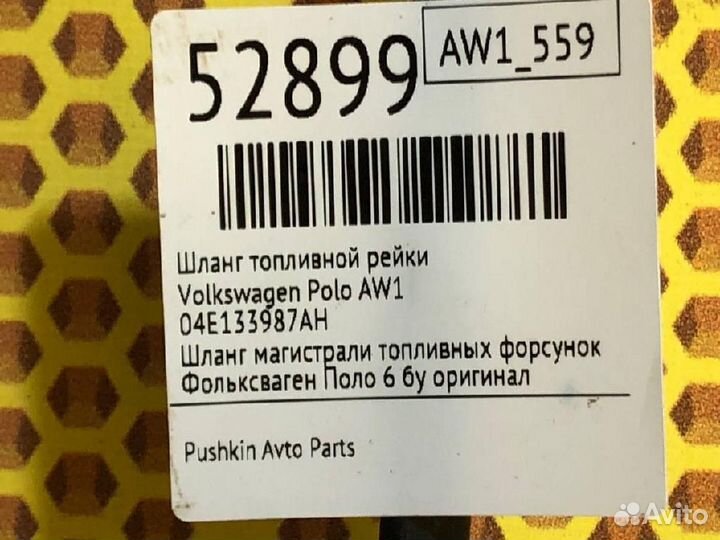 52899
AW1_559
Шланг топливной рейки
Volkswagen Polo AW1
04E133987AH
Шланг магистрали топливных форсунок
Фольксваген Поло 6 бу оригинал
Pushkin Avto Parts
Avito